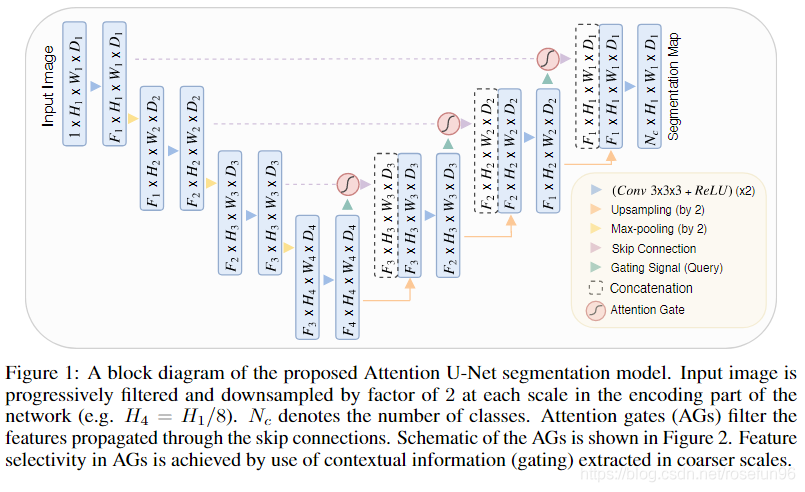 Input Image
1 x H₁ x W₁ x D₁
F₁ x H₁ x W₁ x D₁
F₁ x H₂ x W₂ x D₂
F₂ x H₂ x W₂ x D₂
F₂ x H₃ x W₃ x D₃
F₃ x H₃ x W₃ x D₃
F₃ x H₄ x W₄ x D₄
F₄ x H₄ x W₄ x D₄
F₃ x H₃ x W₃ x D₃
F₃ x H₃ x W₃ x D₃
F₂ x H₃ x W₃ x D₃
F₂ x H₂ x W₂ x D₂
F₂ x H₂ x W₂ x D₂
F₁ x H₂ x W₂ x D₂
F₁ x H₁ x W₁ x D₁
F₁ x H₁ x W₁ x D₁
N_c x H₁ x W₁ x D₁
Segmentation Map
(Conv 3x3x3 + ReLU) (x2)
Upsampling (by 2)
Max-pooling (by 2)
Skip Connection
Gating Signal (Query)
Concatenation
Attention Gate
Figure 1: A block diagram of the proposed Attention U-Net segmentation model. Input image is
progressively filtered and downsampled by factor of 2 at each scale in the encoding part of the
network (e.g. H₄ = H₁/8). N_c denotes the number of classes. Attention gates (AGs) filter the
features propagated through the skip connections. Schematic of the AGs is shown in Figure 2. Feature
selectivity in AGs is achieved by use of contextual information (gating) extracted in coarser scales.
https://blog.csdn.net/rosefun96